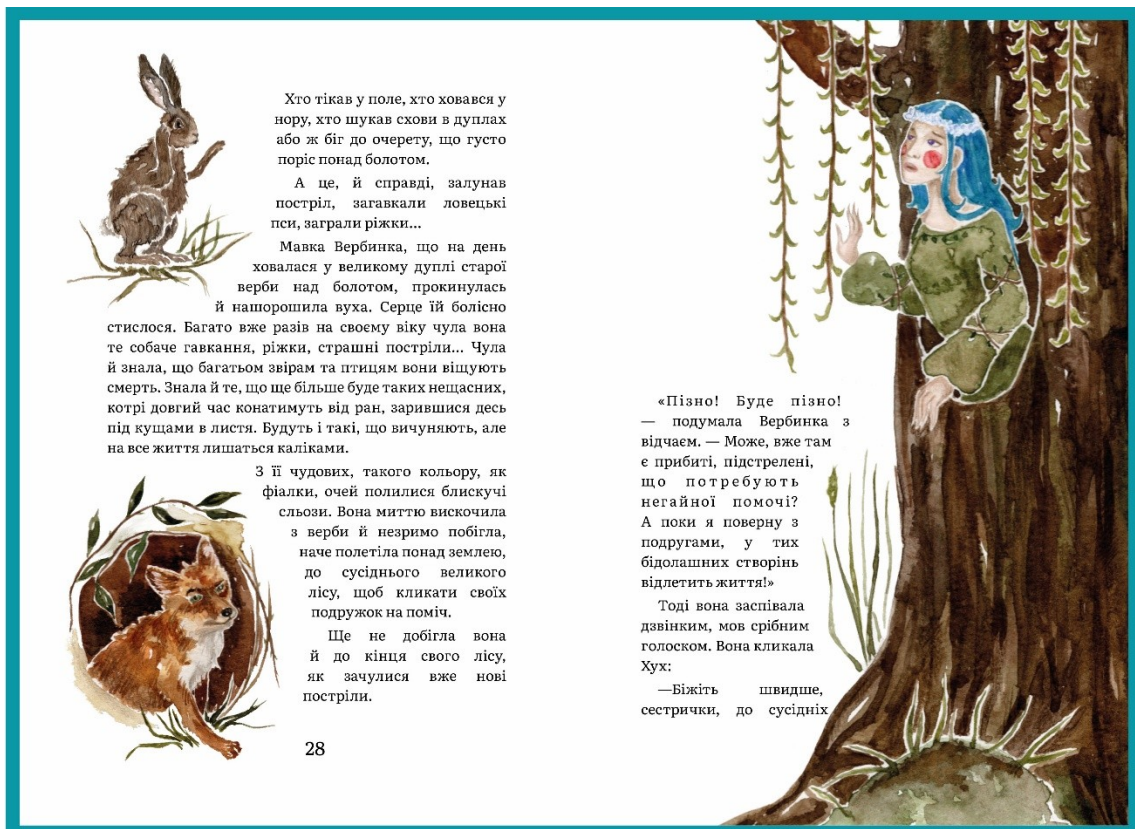 Хто тікав у поле, хто ховався у
нору, хто шукав схови в дуплах
або ж біг до очерету, що густо
поріс понад болотом.
А це, й справді, залунав
постріл, загавкали ловецькі
пси, заграли ріжки...
Мавка Вербинка, що на день
ховалася у великому дуплі старої
верби над болотом, прокинулась
й нашорошила вуха. Серце їй болісно
стислося. Багато вже разів на своєму віку чула вона
те собаче гавкання, ріжки, страшні постріли... Чула
й знала, що багатьом звірам та птицям вони віщують
смерть. Знала й те, що ще більше буде таких нещасних,
котрі довгий час конатимуть від ран, зарившися десь
під кущами в листя. Будуть і такі, що вичуняють, але
на все життя лишаться каліками.
З її чудових, такого кольору, як
фіалки, очей полилися блискучі
сльози. Вона миттю вискочила
з верби й незримо побігла,
наче полетіла понад землею,
до сусіднього великого
лісу, щоб кликати своїх
подружок на поміч.
Ще не добігла вона
й до кінця свого лісу,
як зачулися вже нові
постріли.
28
«Пізно! Буде пізно!
— подумала Вербинка з
відчаєм. — Може, вже там
є прибиті, підстрелені,
що потребують
негайної помочі?
А поки я поверну з
подругами, у тих
бідолашних створінь
відлетить життя!»
Тоді вона заспівала
дзвінким, мов срібним
голоском. Вона кликала
Хух:
—Біжіть швидше,
сестрички, до сусідніх